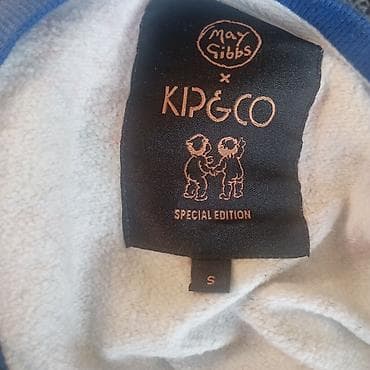 May
Gibbs
×
KIP&CO
SPECIAL EDITION
S